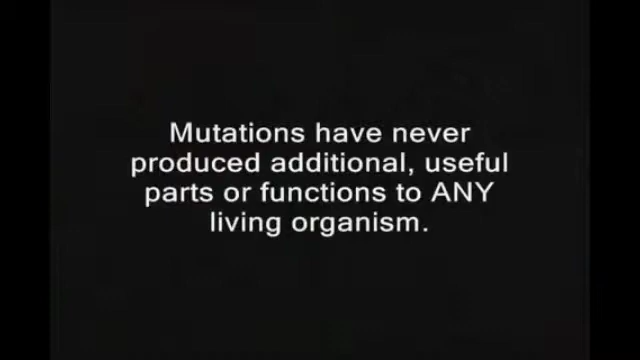 Mutations have never
produced additional, useful
parts or functions to ANY
living organism.